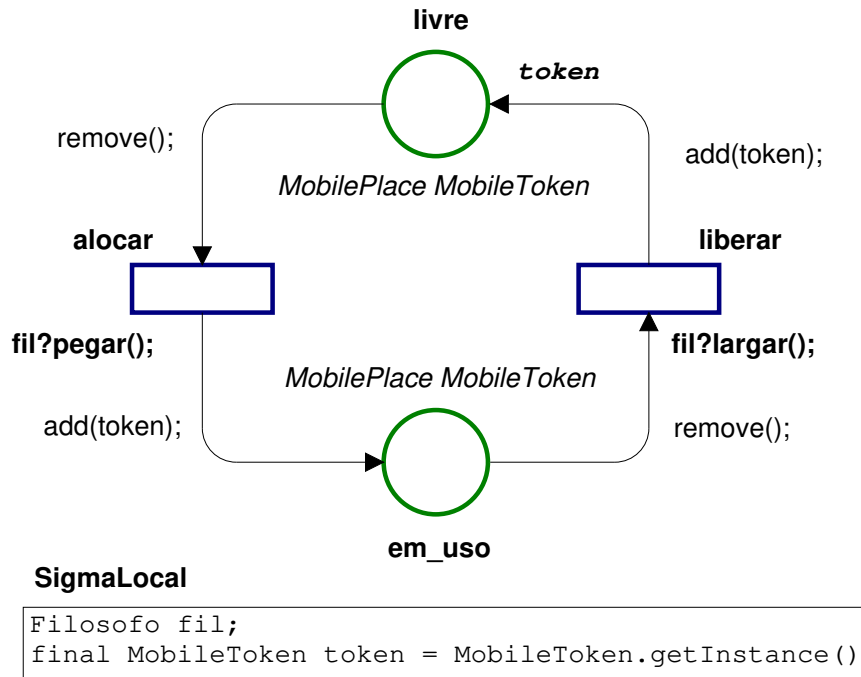 livre
token
remove();
add(token);
MobilePlace MobileToken
alocar
liberar
fil?pegar();
fil?largar();
MobilePlace MobileToken
add(token);
remove();
em_uso
SigmaLocal
Filosofo fil;
final MobileToken token = MobileToken.getInstance()